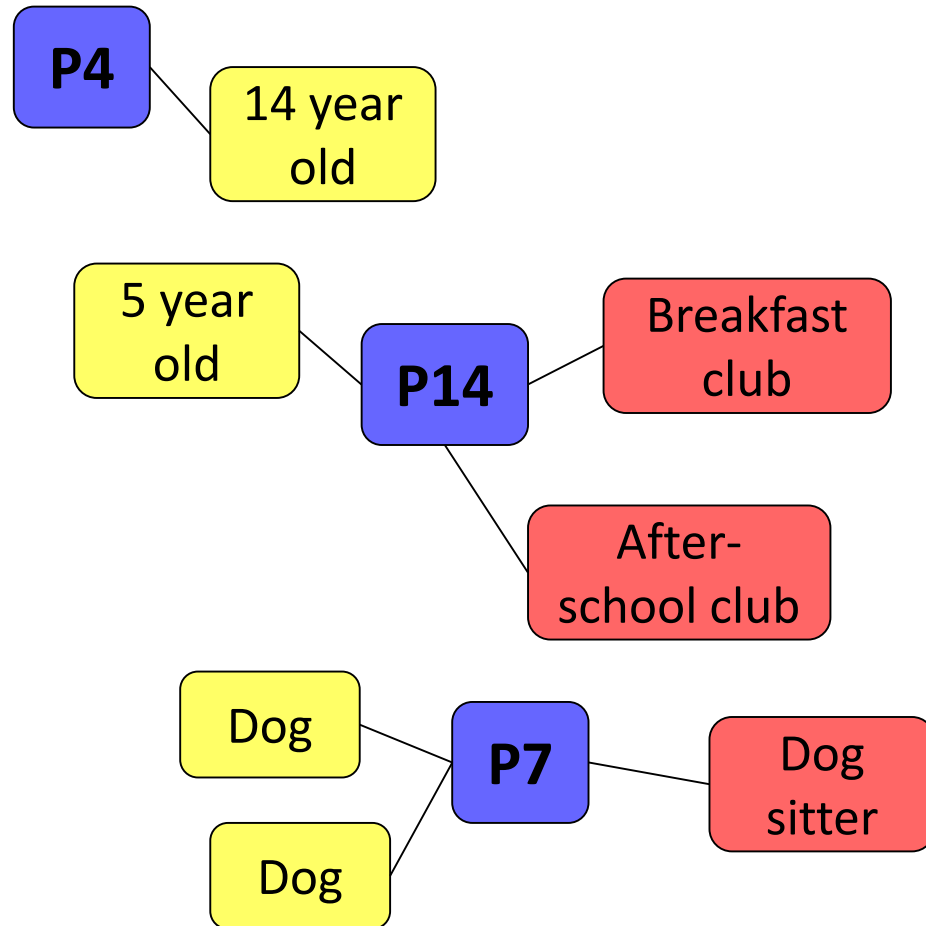 P4
14 year
old
5 year
old
P14
Breakfast
club
After-
school club
Dog
P7
Dog
sitter
Dog